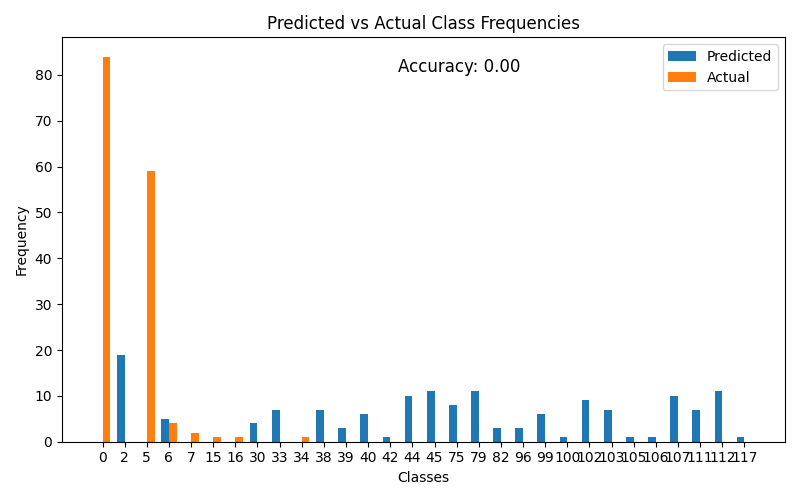 Predicted vs Actual Class Frequencies
Accuracy: 0.00
Predicted
Actual
Frequency
80
70
60
50
40
30
20
10
0
0 2 5 6 7 15 16 30 33 34 38 39 40 42 44 45 75 79 82 96 99 100 102 103 105 106 107 111 112 117
Classes